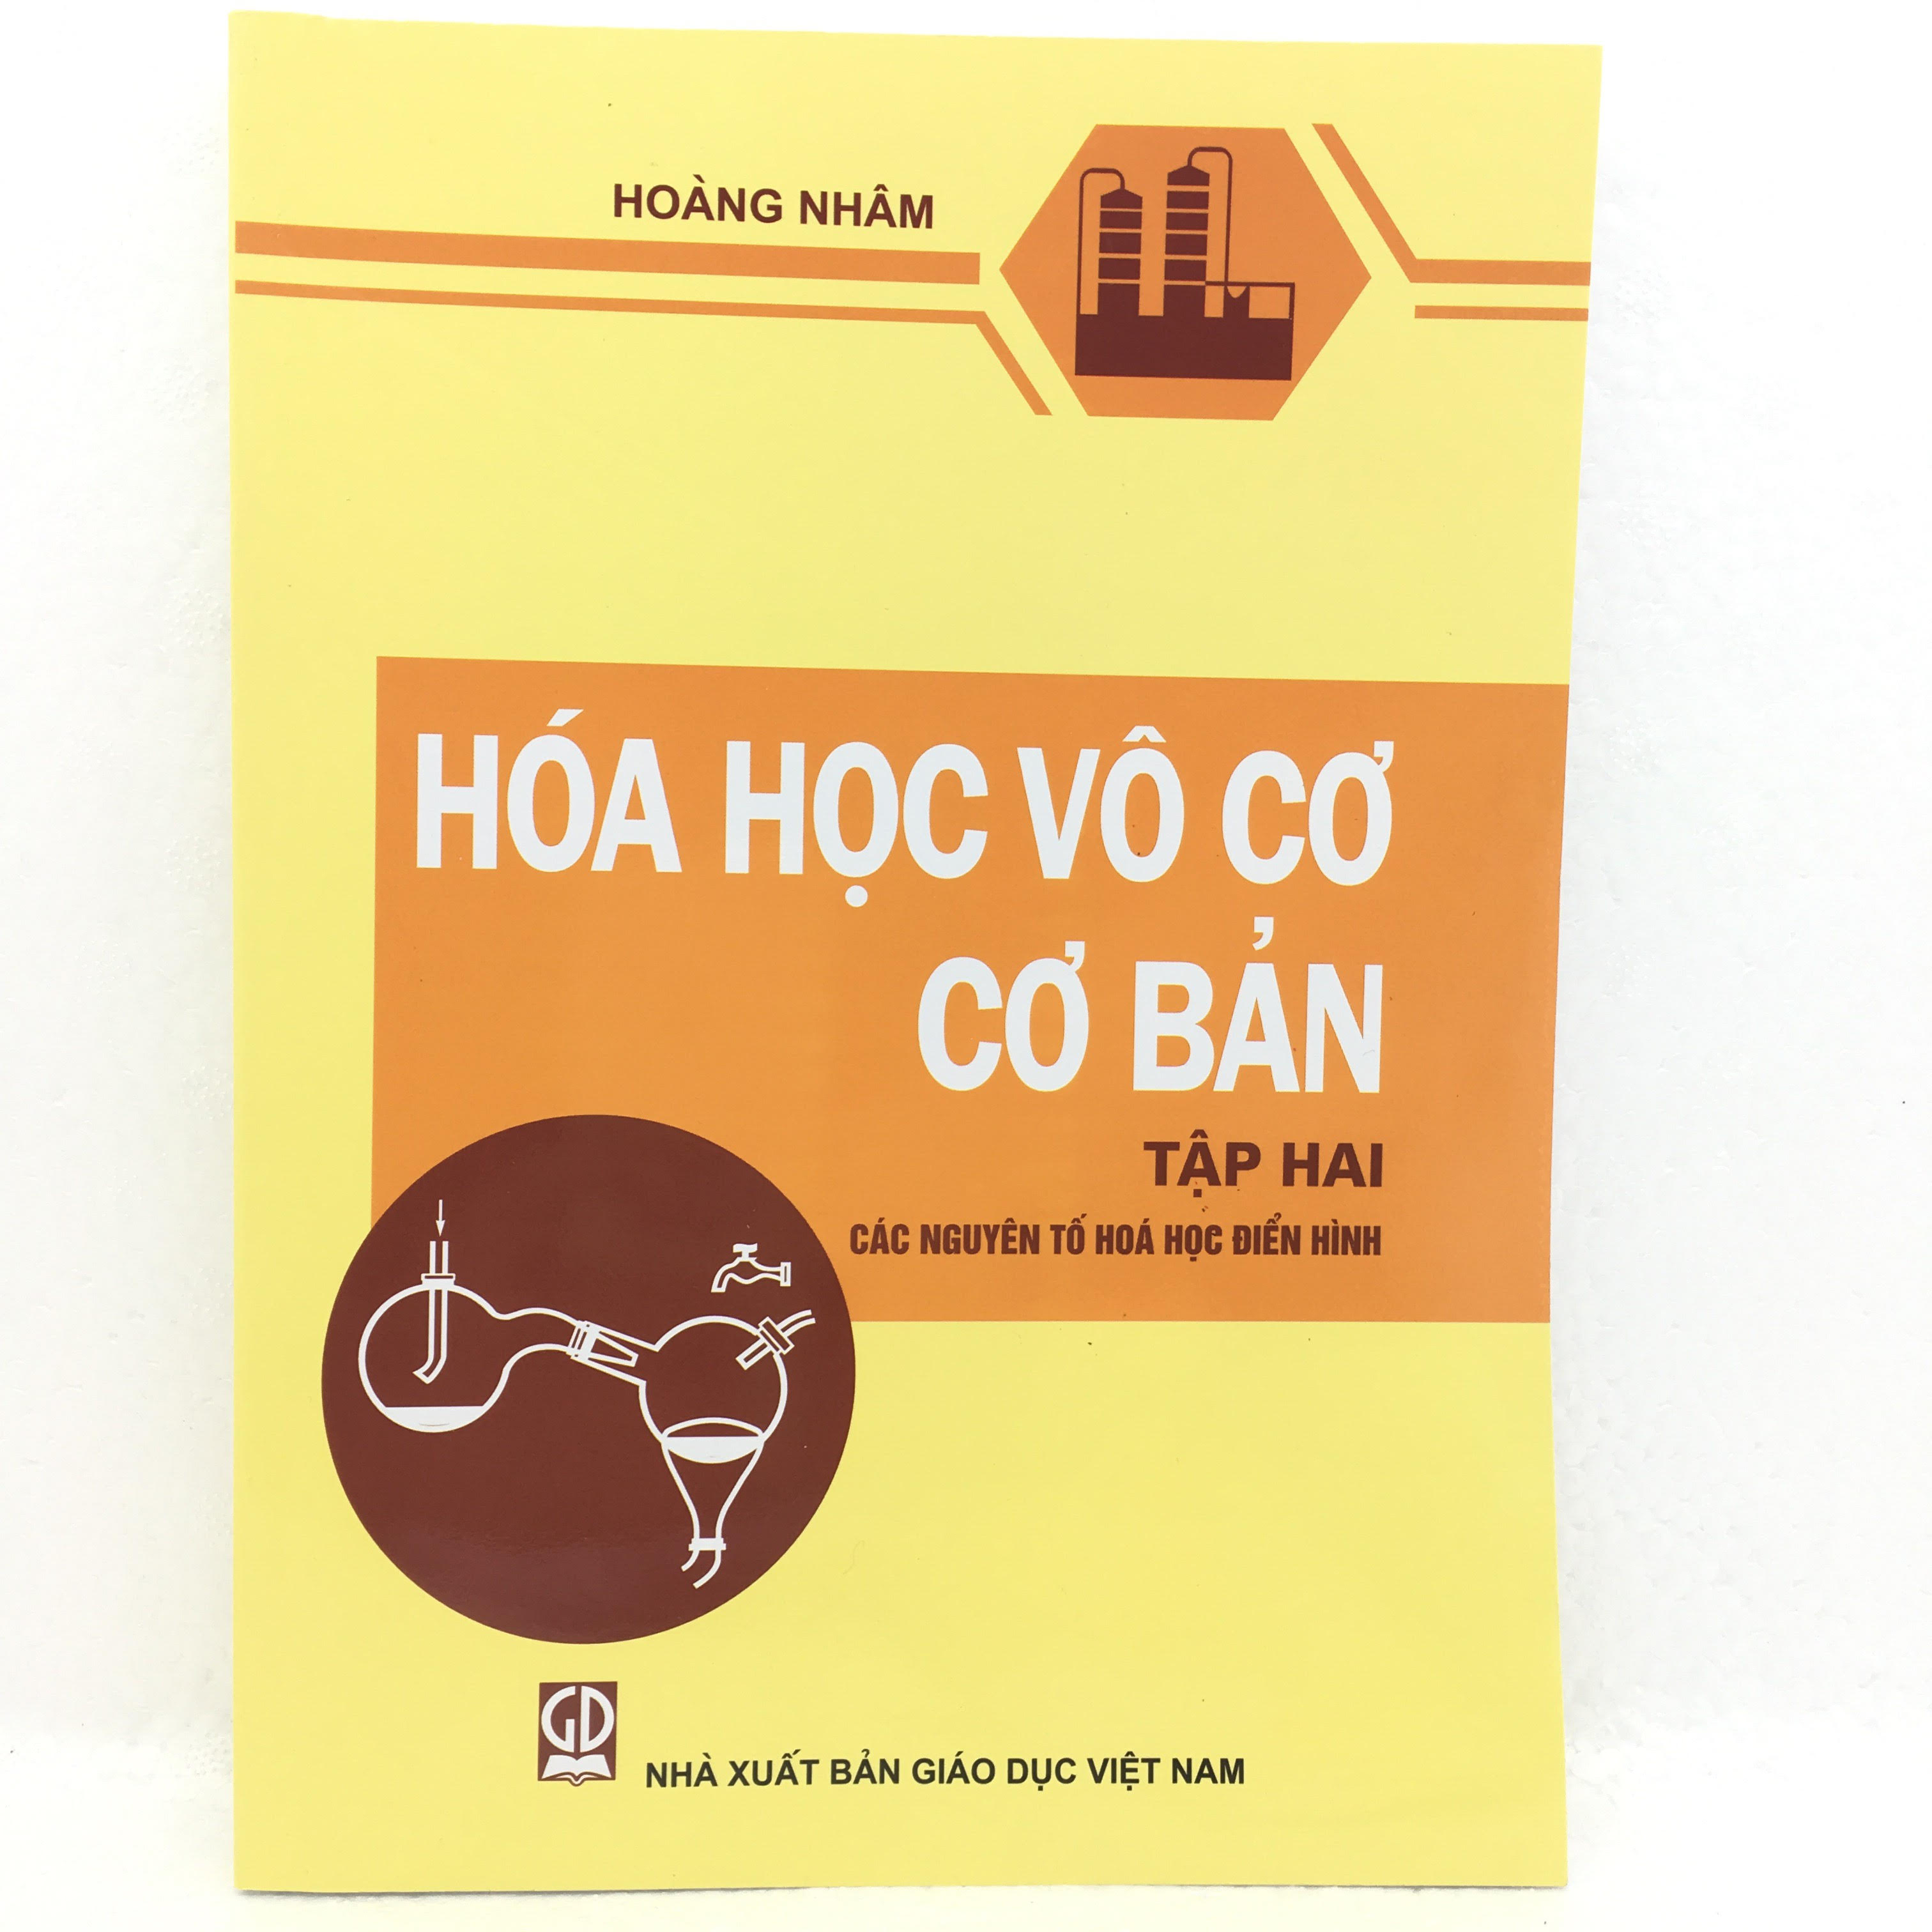 HOÀNG NHÂM
HÓA HỌC VÔ CƠ
CƠ BẢN
TẬP HAI
CÁC NGUYÊN TỐ HOÁ HỌC ĐIỂN HÌNH
GD
NHÀ XUẤT BẢN GIÁO DỤC VIỆT NAM